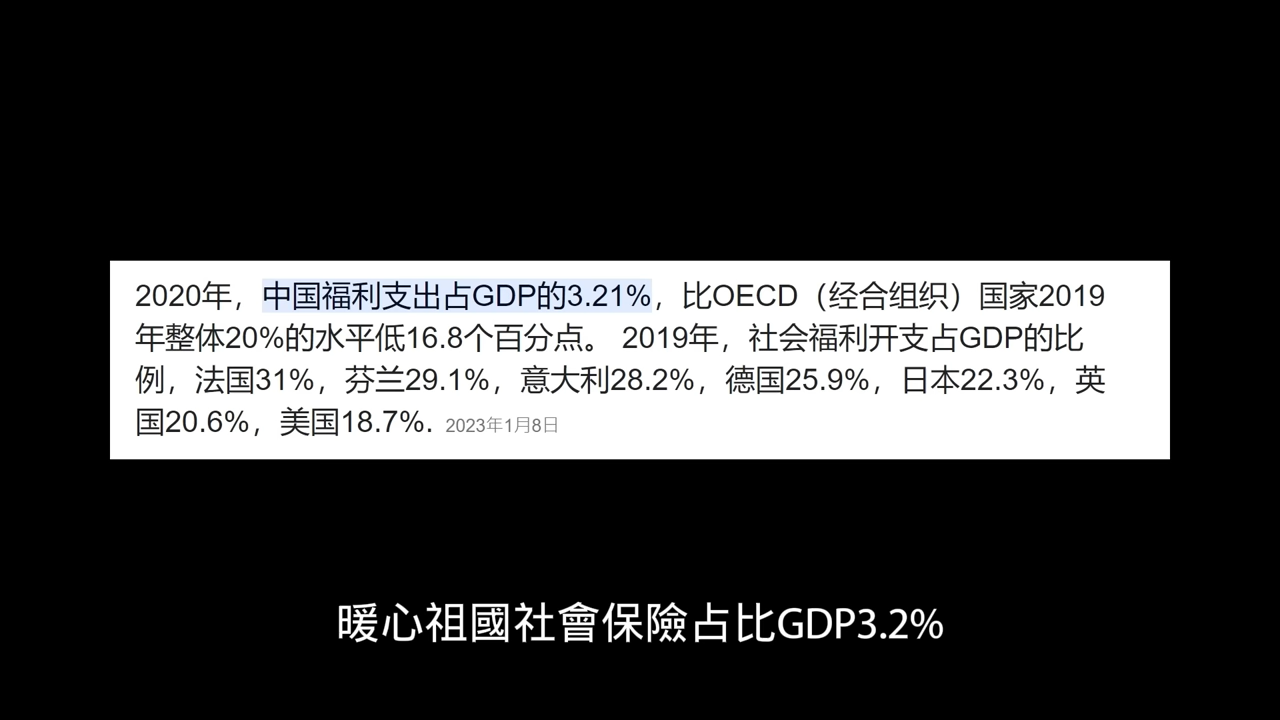 2020年，中国福利支出占GDP的3.21%，比OECD（经合组织）国家2019
年整体20%的水平低16.8个百分点。 2019年，社会福利开支占GDP的比
例，法国31%，芬兰29.1%，意大利28.2%，德国25.9%，日本22.3%，英
国20.6%，美国18.7%. 2023年1月8日
暖心祖國社會保險占比GDP3.2%